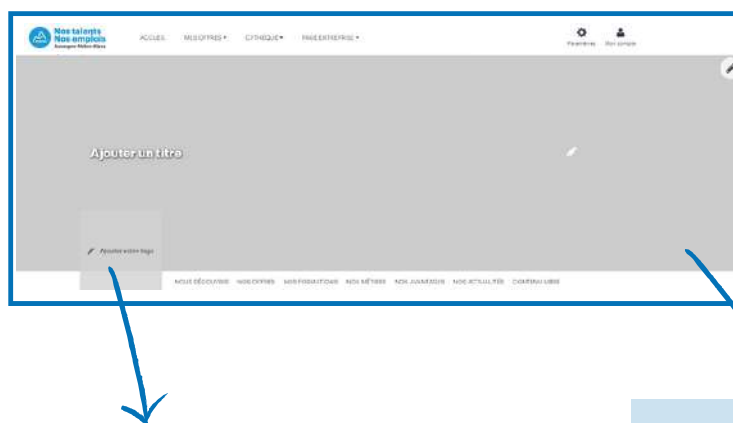 Nos talents
Nos emplois
Auvergne-Rhône-Alpes
ACCUEIL MES OFFRES CVTHÈQUE PAGE ENTREPRISE
Paramètres Mon compte
Ajouter un titre
Ajouter votre logo
NOUS DÉCOUVRIR NOS OFFRES NOS FORMATIONS NOS MÉTIERS NOS AVANTAGES NOS ACTUALITÉS CONTENU LIBRE